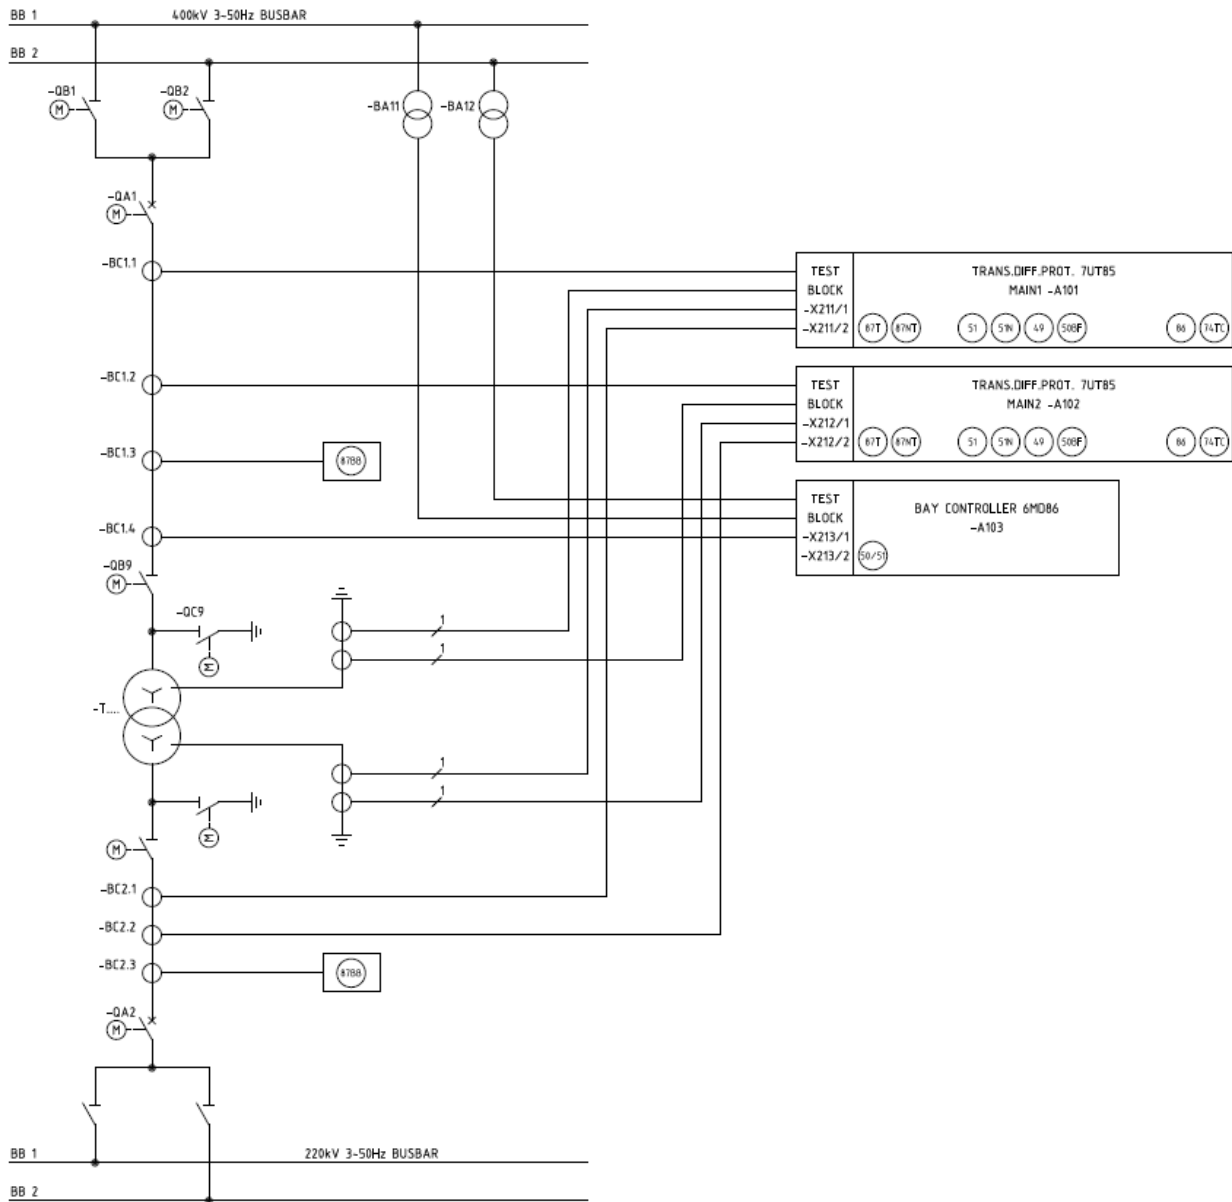 BB 1
400kV 3-50Hz BUSBAR
BB 2
-QB1
M
-QB2
M
-BA11
-BA12
-QA1
M
-BC1.1
TEST
BLOCK
-X211/1
-X211/2
TRANS.DIFF.PROT. 7UT85
MAIN1 -A101
87T
87NT
51
51N
49
50BF
86
74TC
-BC1.2
TEST
BLOCK
-X212/1
-X212/2
TRANS.DIFF.PROT. 7UT85
MAIN2 -A102
87T
87NT
51
51N
49
50BF
86
74TC
-BC1.3
87BB
-BC1.4
TEST
BLOCK
-X213/1
-X213/2
BAY CONTROLLER 6MD86
-A103
50/51
-QB9
M
-QC9
M
1
1
-T....
1
1
M
M
-BC2.1
-BC2.2
-BC2.3
87BB
-QA2
M
BB 1
220kV 3-50Hz BUSBAR
BB 2